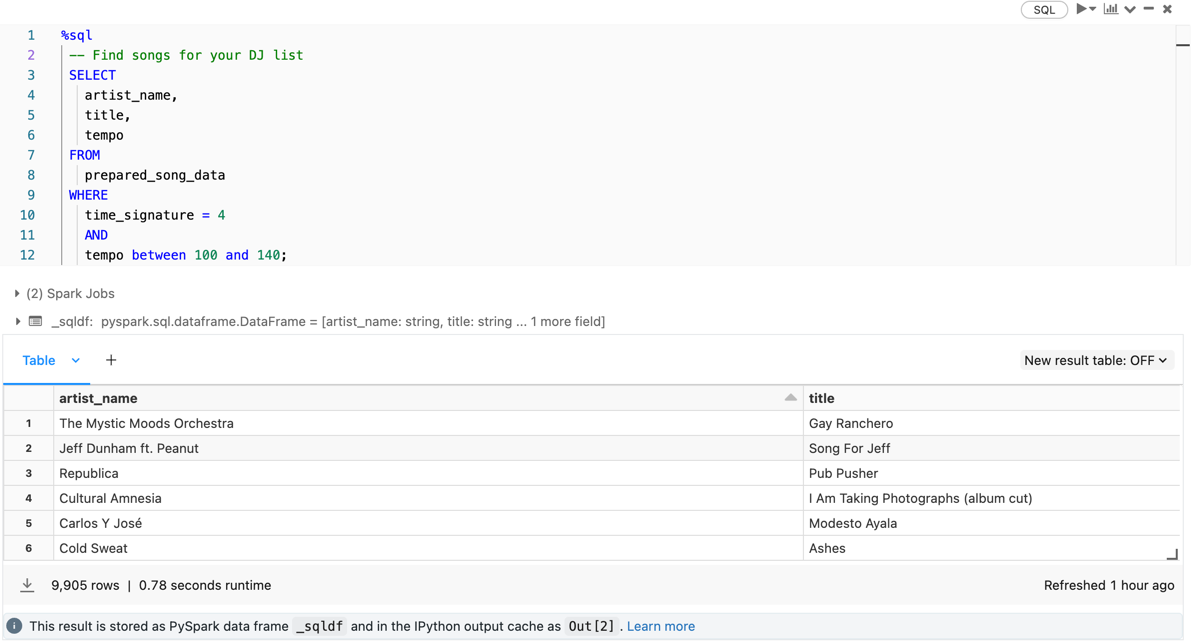 SQL
1 %sql
2 -- Find songs for your DJ list
3 SELECT
4 artist_name,
5 title,
6 tempo
7 FROM
8 prepared_song_data
9 WHERE
10 time_signature = 4
11 AND
12 tempo between 100 and 140;
(2) Spark Jobs
_sqldf: pyspark.sql.dataframe.DataFrame = [artist_name: string, title: string ... 1 more field]
Table + New result table: OFF
artist_name title
1 The Mystic Moods Orchestra Gay Ranchero
2 Jeff Dunham ft. Peanut Song For Jeff
3 Republica Pub Pusher
4 Cultural Amnesia I Am Taking Photographs (album cut)
5 Carlos Y José Modesto Ayala
6 Cold Sweat Ashes
9,905 rows | 0.78 seconds runtime Refreshed 1 hour ago
This result is stored as PySpark data frame _sqldf and in the IPython output cache as Out[2] . Learn more